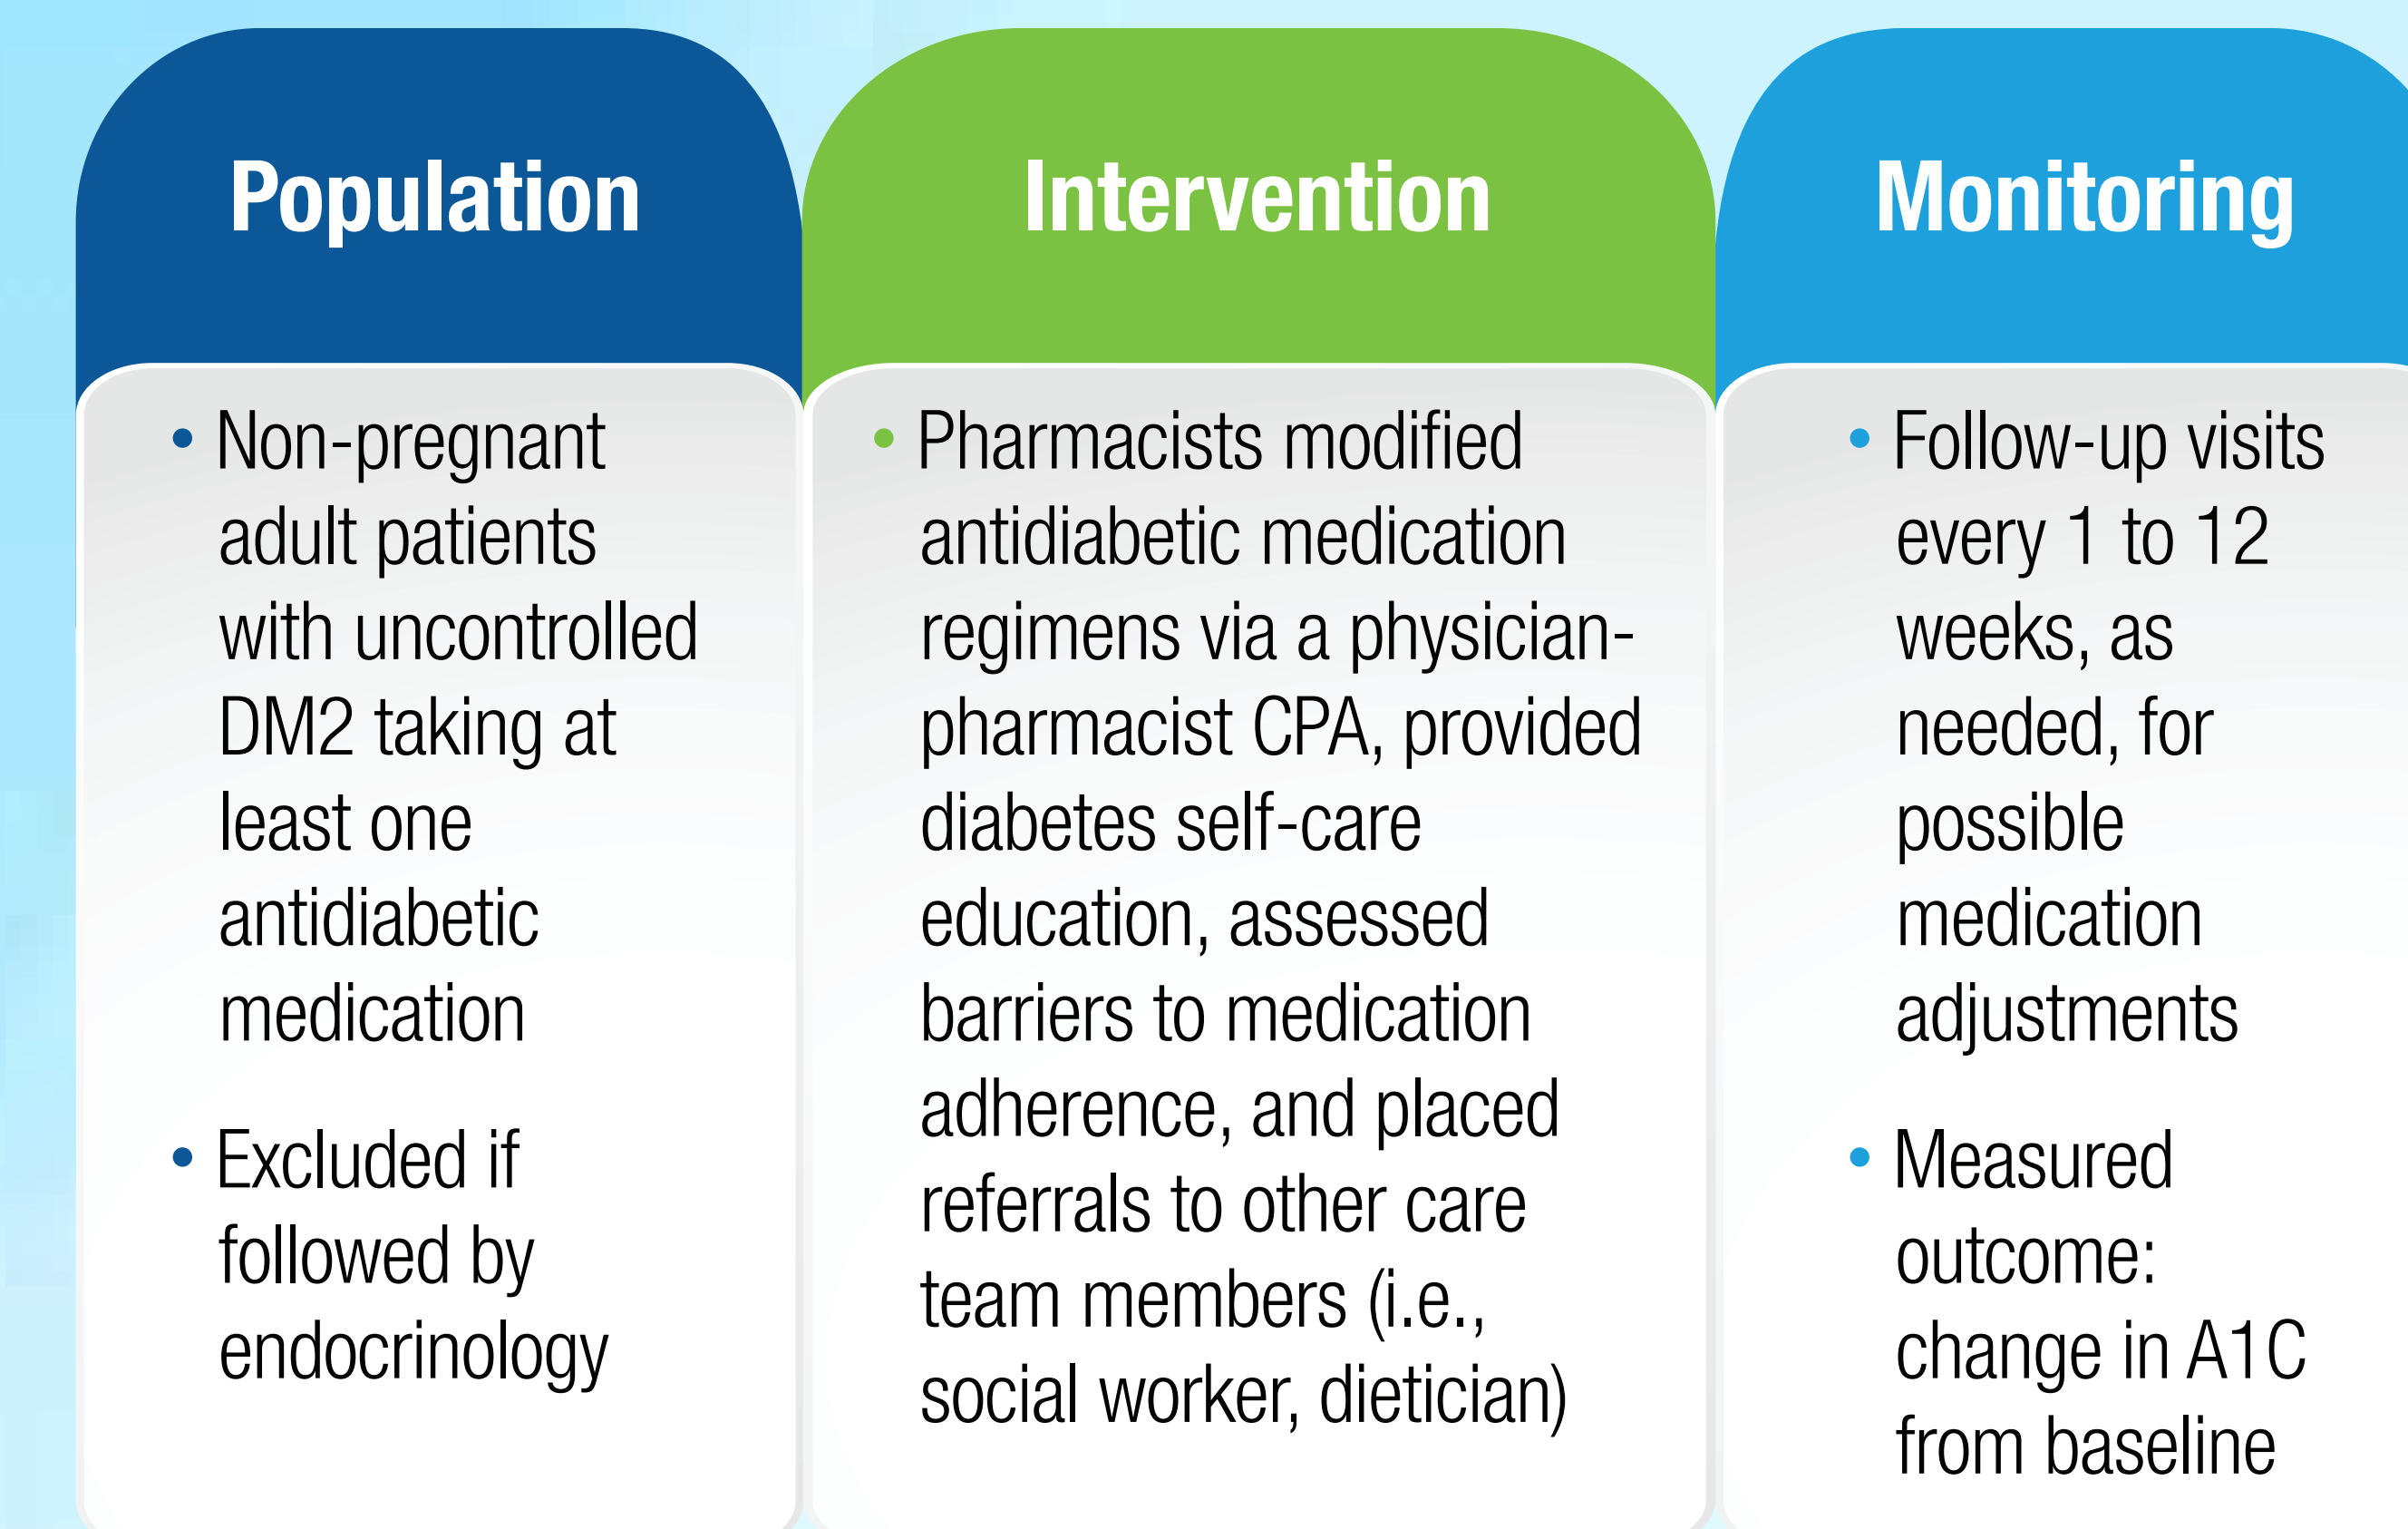 Population
• Non-pregnant
adult patients
with uncontrolled
DM2 taking at
least one
antidiabetic
medication
• Excluded if
followed by
endocrinology
Intervention
• Pharmacists modified
antidiabetic medication
regimens via a physician-
pharmacist CPA, provided
diabetes self-care
education, assessed
barriers to medication
adherence, and placed
referrals to other care
team members (i.e.,
social worker, dietician)
Monitoring
• Follow-up visits
every 1 to 12
weeks, as
needed, for
possible
medication
adjustments
• Measured
outcome:
change in A1C
from baseline